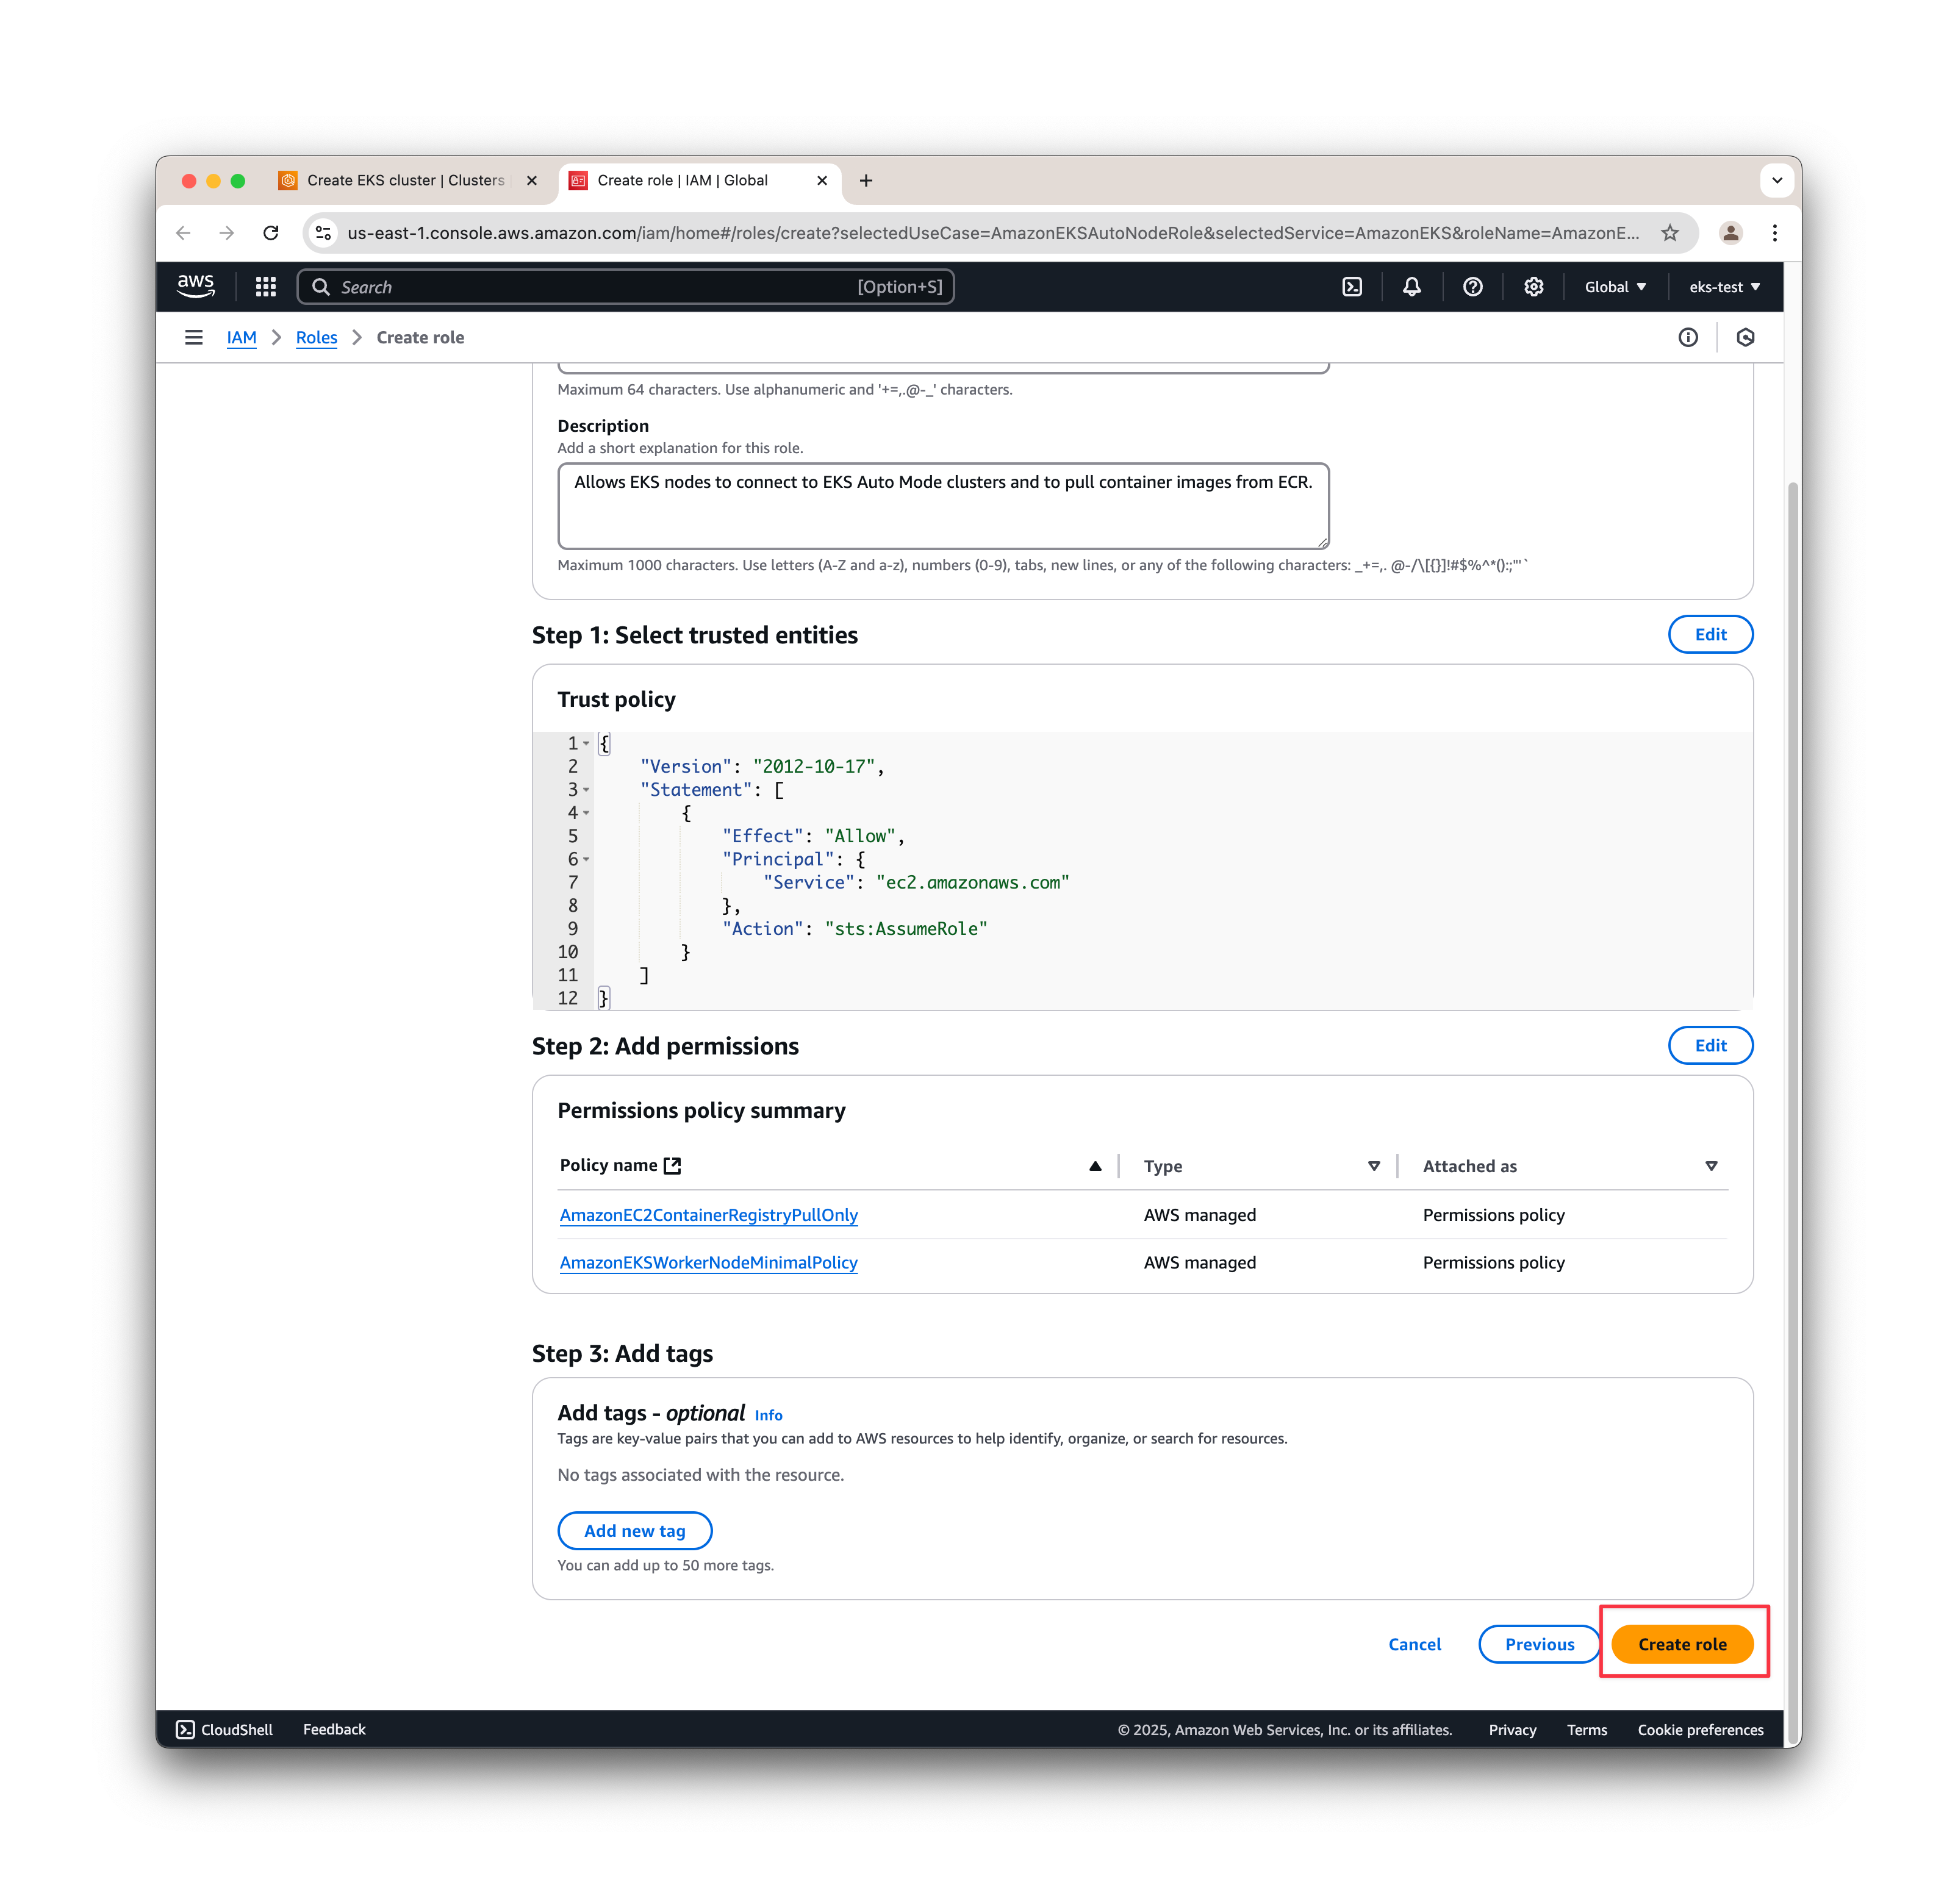 Create EKS cluster | Clusters
Create role | IAM | Global
us-east-1.console.aws.amazon.com/iam/home#/roles/create?selectedUseCase=AmazonEKSAutoNodeRole&selectedService=AmazonEKS&roleName=AmazonE...
aws
Search
[Option+S]
Global
eks-test
IAM
Roles
Create role
Maximum 64 characters. Use alphanumeric and '+=,.@-_' characters.
Description
Add a short explanation for this role.
Allows EKS nodes to connect to EKS Auto Mode clusters and to pull container images from ECR.
Maximum 1000 characters. Use letters (A-Z and a-z), numbers (0-9), tabs, new lines, or any of the following characters: _+=,. @-/\[{}]!#$%^*();:"'`
Step 1: Select trusted entities
Edit
Trust policy
1 {
2     "Version": "2012-10-17",
3     "Statement": [
4         {
5             "Effect": "Allow",
6             "Principal": {
7                 "Service": "ec2.amazonaws.com"
8             },
9             "Action": "sts:AssumeRole"
10         }
11     ]
12 }
Step 2: Add permissions
Edit
Permissions policy summary
Policy name Type Attached as
AmazonEC2ContainerRegistryPullOnly AWS managed Permissions policy
AmazonEKSWorkerNodeMinimalPolicy AWS managed Permissions policy
Step 3: Add tags
Add tags - optional Info
Tags are key-value pairs that you can add to AWS resources to help identify, organize, or search for resources.
No tags associated with the resource.
Add new tag
You can add up to 50 more tags.
Cancel
Previous
Create role
CloudShell
Feedback
© 2025, Amazon Web Services, Inc. or its affiliates.
Privacy
Terms
Cookie preferences